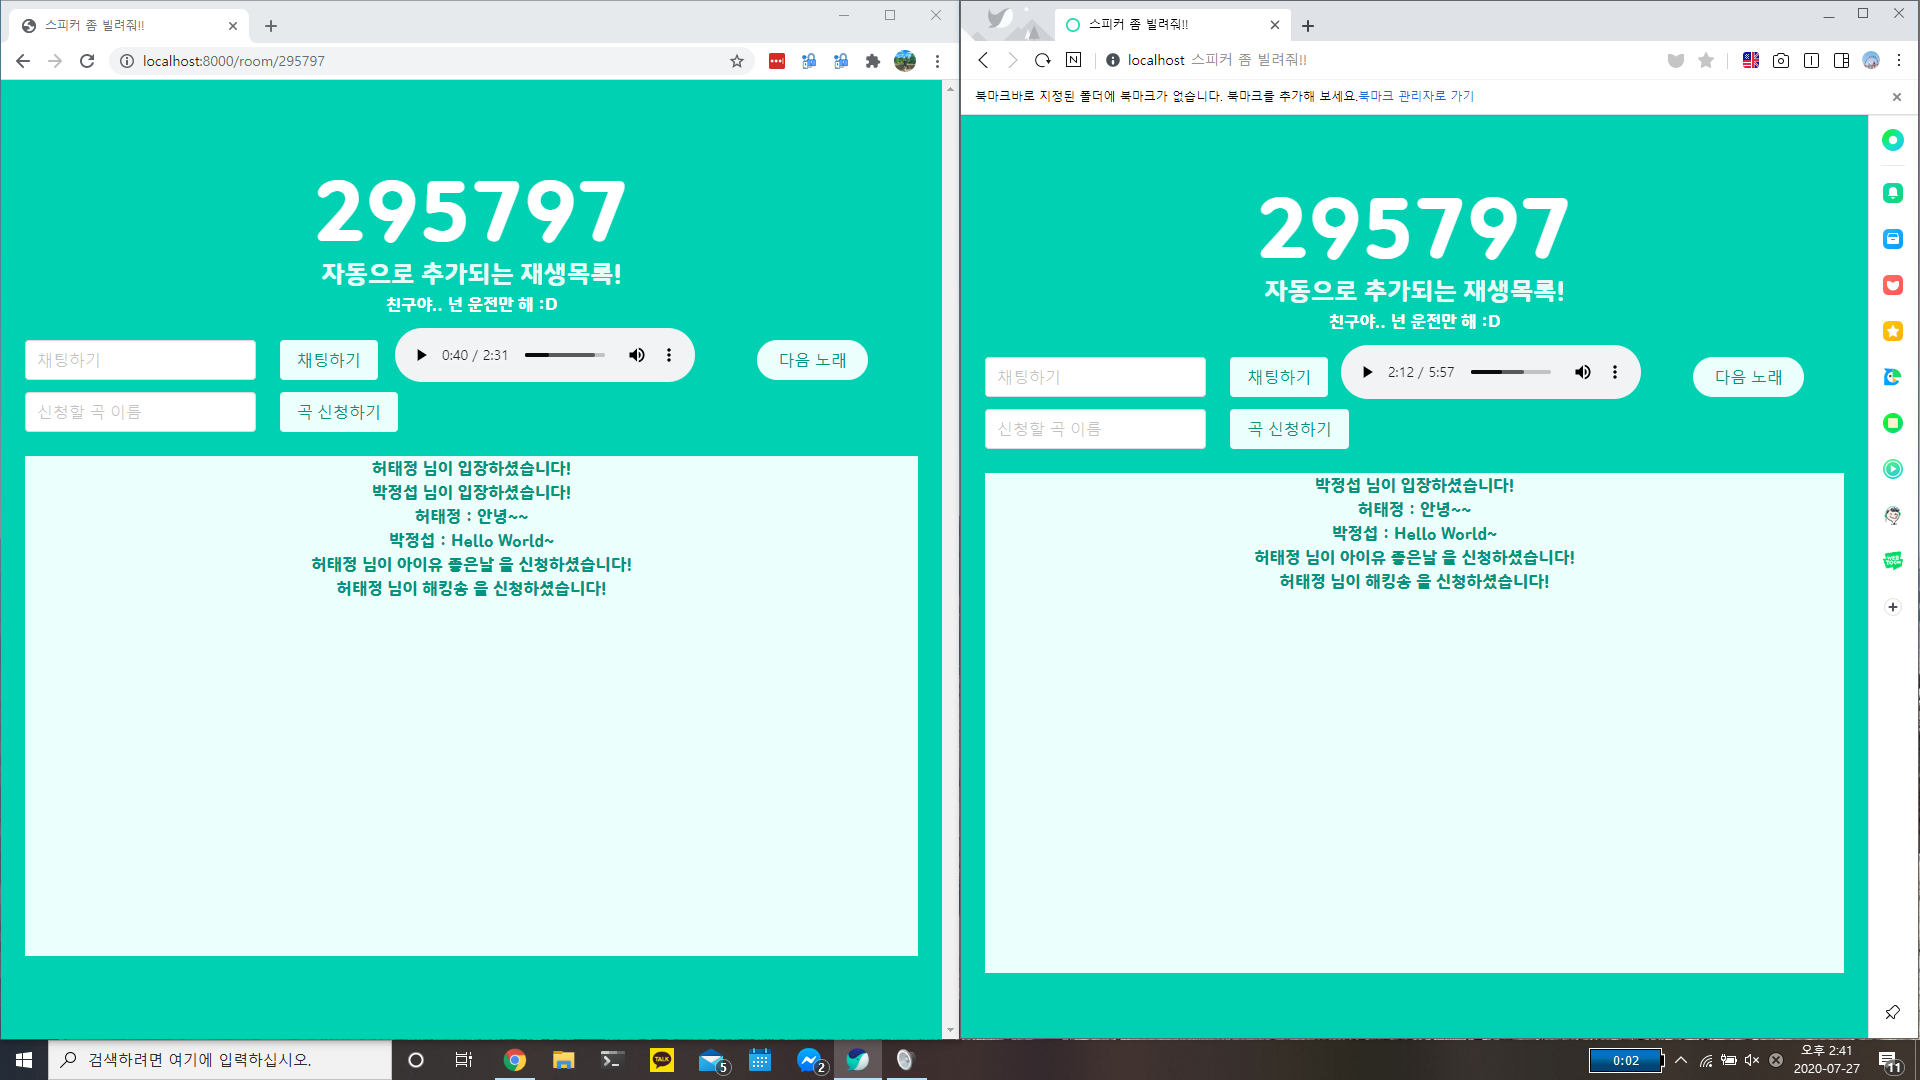 스피커 좀 빌려줘!!
localhost:8000/room/295797
295797
자동으로 추가되는 재생목록!
친구야.. 넌 운전만 해 :D
채팅하기
채팅하기
0:40 / 2:31
다음 노래
신청할 곡 이름
곡 신청하기
허태정 님이 입장하셨습니다!
박정섭 님이 입장하셨습니다!
허태정 : 안녕~~
박정섭 : Hello World~
허태정 님이 아이유 좋은날 을 신청하셨습니다!
허태정 님이 해킹송 을 신청하셨습니다!
스피커 좀 빌려줘!!
N
localhost 스피커 좀 빌려줘!!
북마크바로 지정된 폴더에 북마크가 없습니다. 북마크를 추가해 보세요.북마크 관리자로 가기
295797
자동으로 추가되는 재생목록!
친구야.. 넌 운전만 해 :D
채팅하기
채팅하기
2:12 / 5:57
다음 노래
신청할 곡 이름
곡 신청하기
박정섭 님이 입장하셨습니다!
허태정 : 안녕~~
박정섭 : Hello World~
허태정 님이 아이유 좋은날 을 신청하셨습니다!
허태정 님이 해킹송 을 신청하셨습니다!
검색하려면 여기에 입력하십시오.
TALK
5
2
0:02
오후 2:41
2020-07-27
11